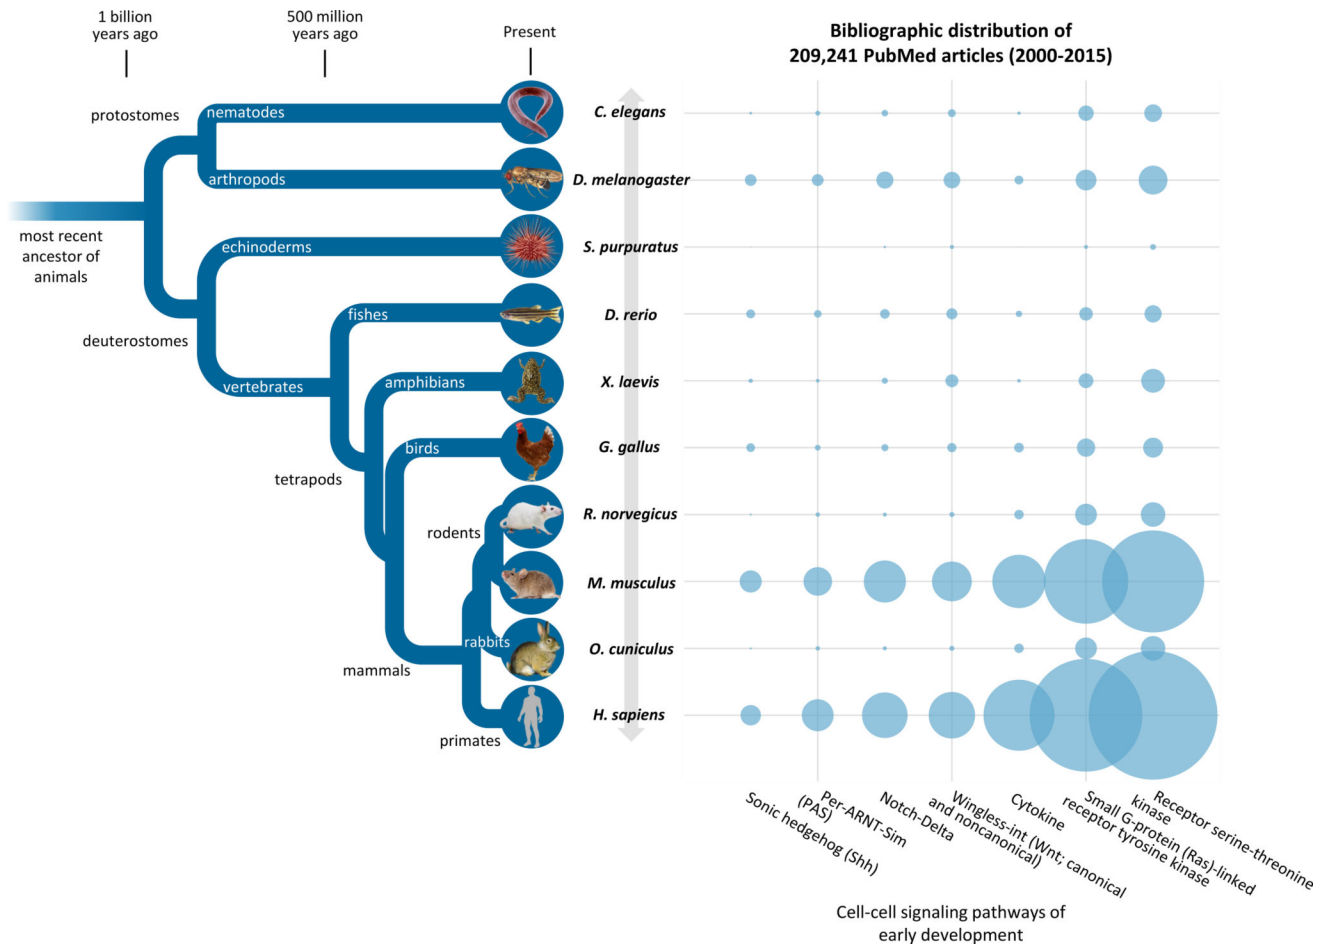 1 billion
years ago
500 million
years ago
Present
Bibliographic distribution of
209,241 PubMed articles (2000-2015)
protostomes
nematodes
C. elegans
arthropods
D. melanogaster
most recent
ancestor of
animals
echinoderms
S. purpuratus
deuterostomes
fishes
D. rerio
vertebrates
amphibians
X. laevis
birds
G. gallus
tetrapods
rodents
R. norvegicus
M. musculus
rabbits
O. cuniculus
mammals
H. sapiens
primates
Sonic hedgehog (Shh)
Per-ARNT-Sim
(PAS)
Notch-Delta
Wingless-int (Wnt; canonical
and noncanonical)
Cytokine
Small G-protein (Ras)-linked
receptor tyrosine kinase
Receptor serine-threonine
kinase
Cell-cell signaling pathways of
early development